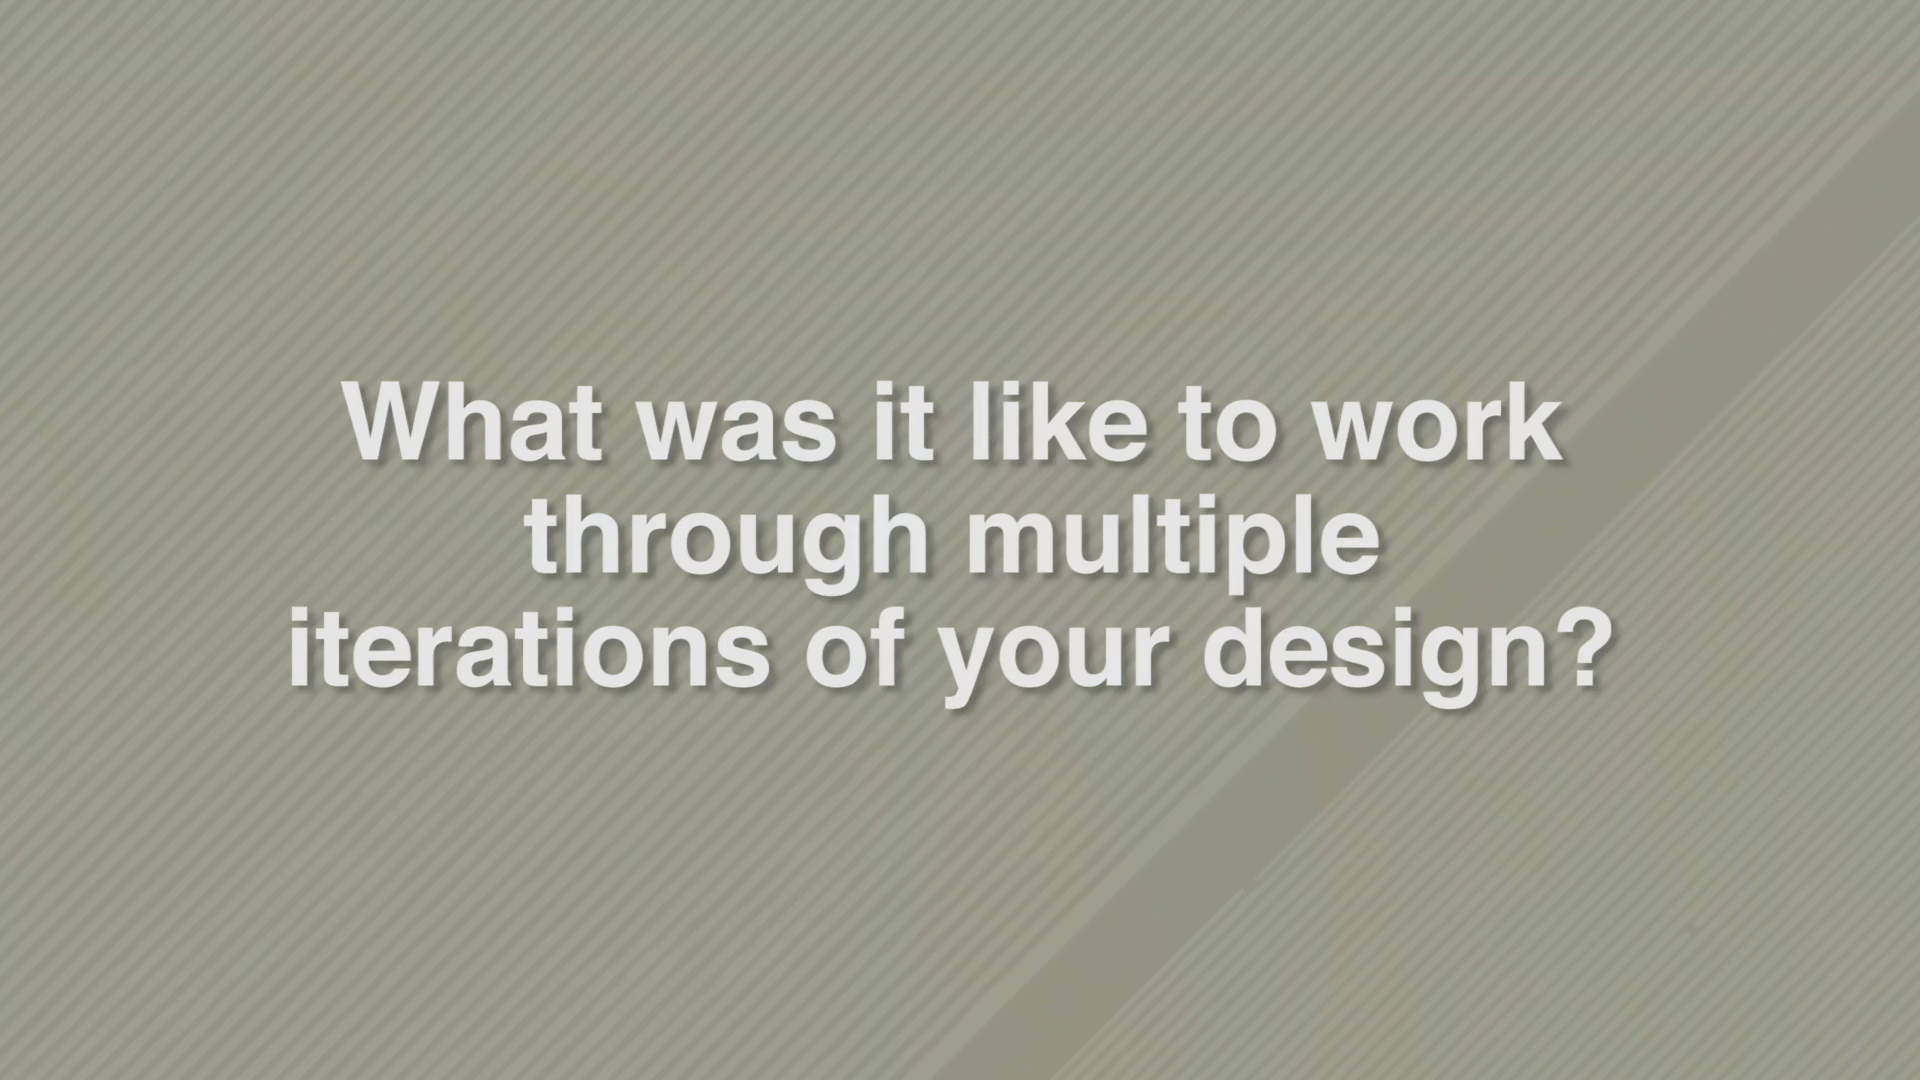 What was it like to work
through multiple
iterations of your design?